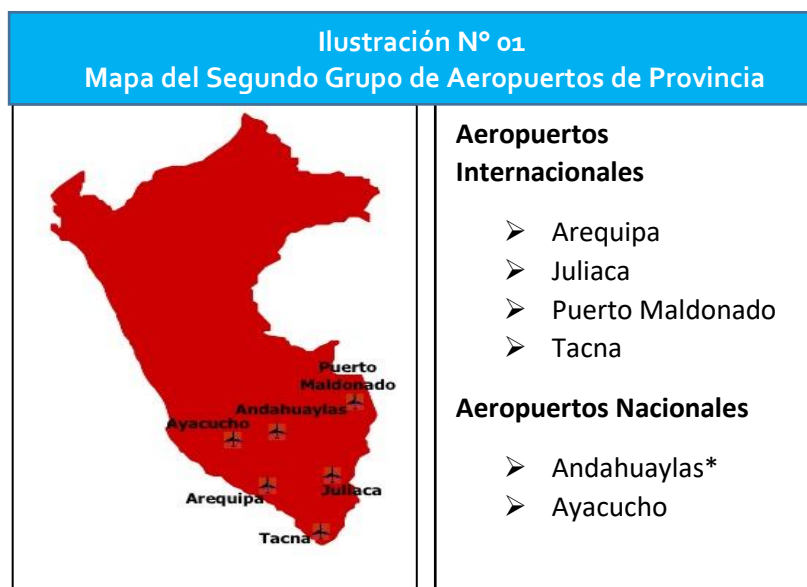 Ilustración N° 01
Mapa del Segundo Grupo de Aeropuertos de Provincia
Puerto
Maldonado
Andahuaylas
Ayacucho
Juliaca
Arequipa
Tacna
Aeropuertos
Internacionales
➢ Arequipa
➢ Juliaca
➢ Puerto Maldonado
➢ Tacna
Aeropuertos Nacionales
➢ Andahuaylas*
➢ Ayacucho